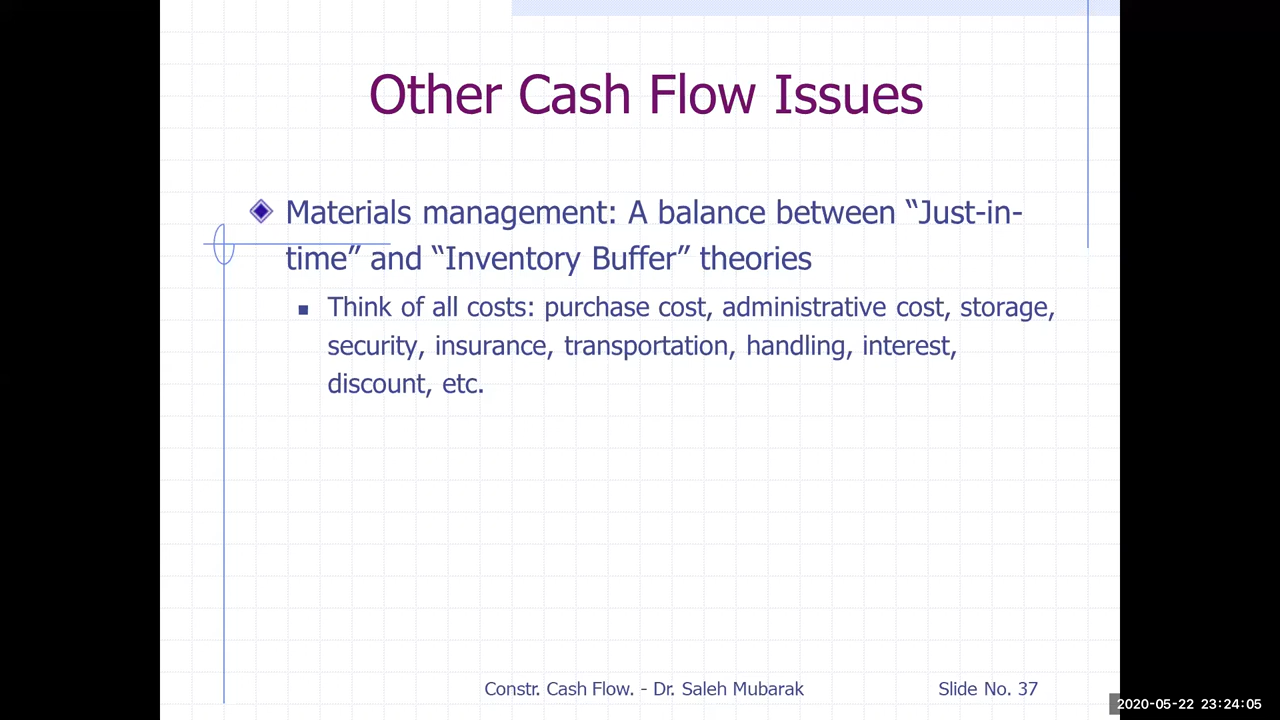 Other Cash Flow Issues
Materials management: A balance between “Just-in-
time” and “Inventory Buffer” theories
Think of all costs: purchase cost, administrative cost, storage,
security, insurance, transportation, handling, interest,
discount, etc.
Constr. Cash Flow. - Dr. Saleh Mubarak
Slide No. 37
2020-05-22 23:24:05